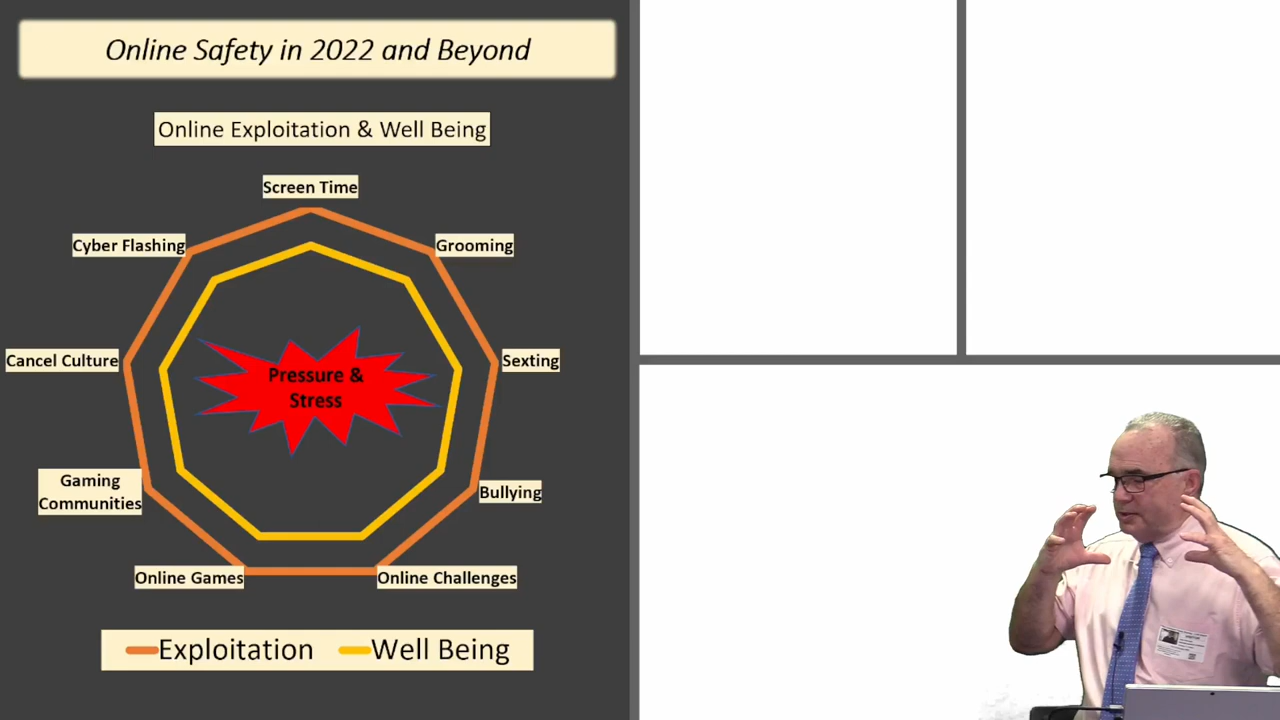 Online Safety in 2022 and Beyond
Online Exploitation & Well Being
Screen Time
Cyber Flashing
Grooming
Cancel Culture
Sexting
Pressure &
Stress
Gaming
Communities
Bullying
Online Games
Online Challenges
Exploitation
Well Being